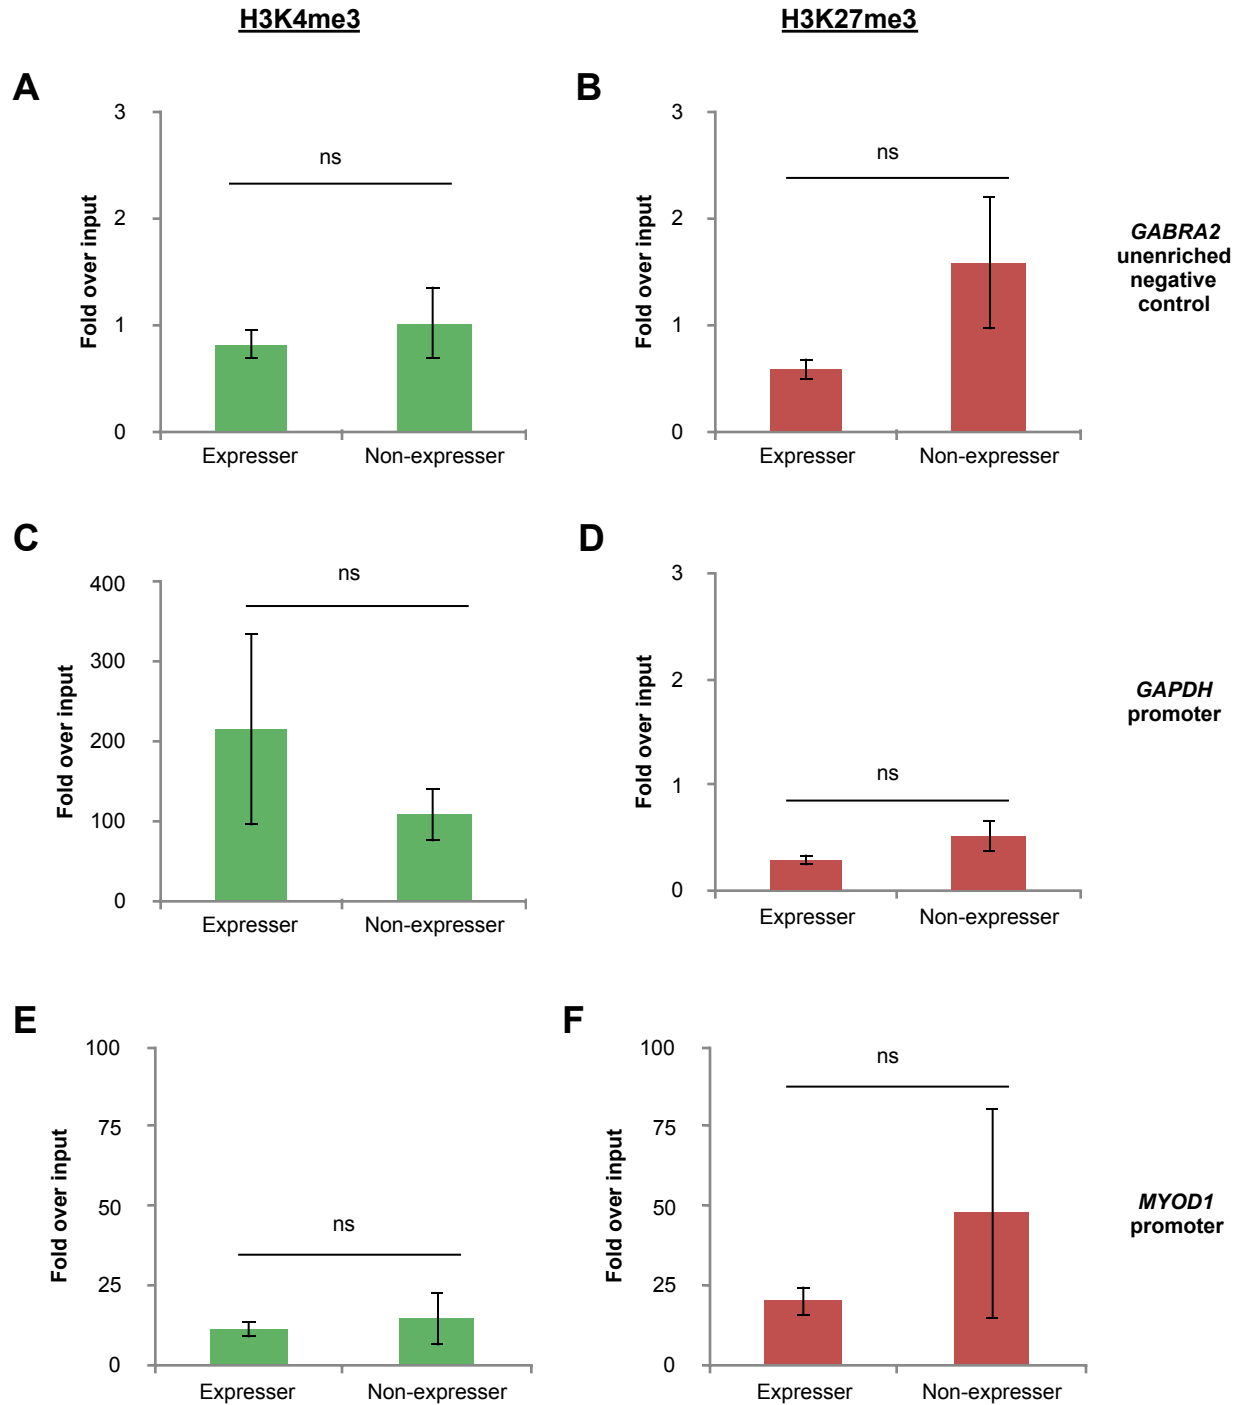 H3K4me3
H3K27me3
A
3
2
1
0
Fold over input
ns
Expresser
Non-expresser
B
3
2
1
0
Fold over input
ns
Expresser
Non-expresser
GABRA2
unenriched
negative
control
C
400
300
200
100
0
Fold over input
ns
Expresser
Non-expresser
D
3
2
1
0
Fold over input
ns
Expresser
Non-expresser
GAPDH
promoter
E
100
75
50
25
0
Fold over input
ns
Expresser
Non-expresser
F
100
75
50
25
0
Fold over input
ns
Expresser
Non-expresser
MYOD1
promoter